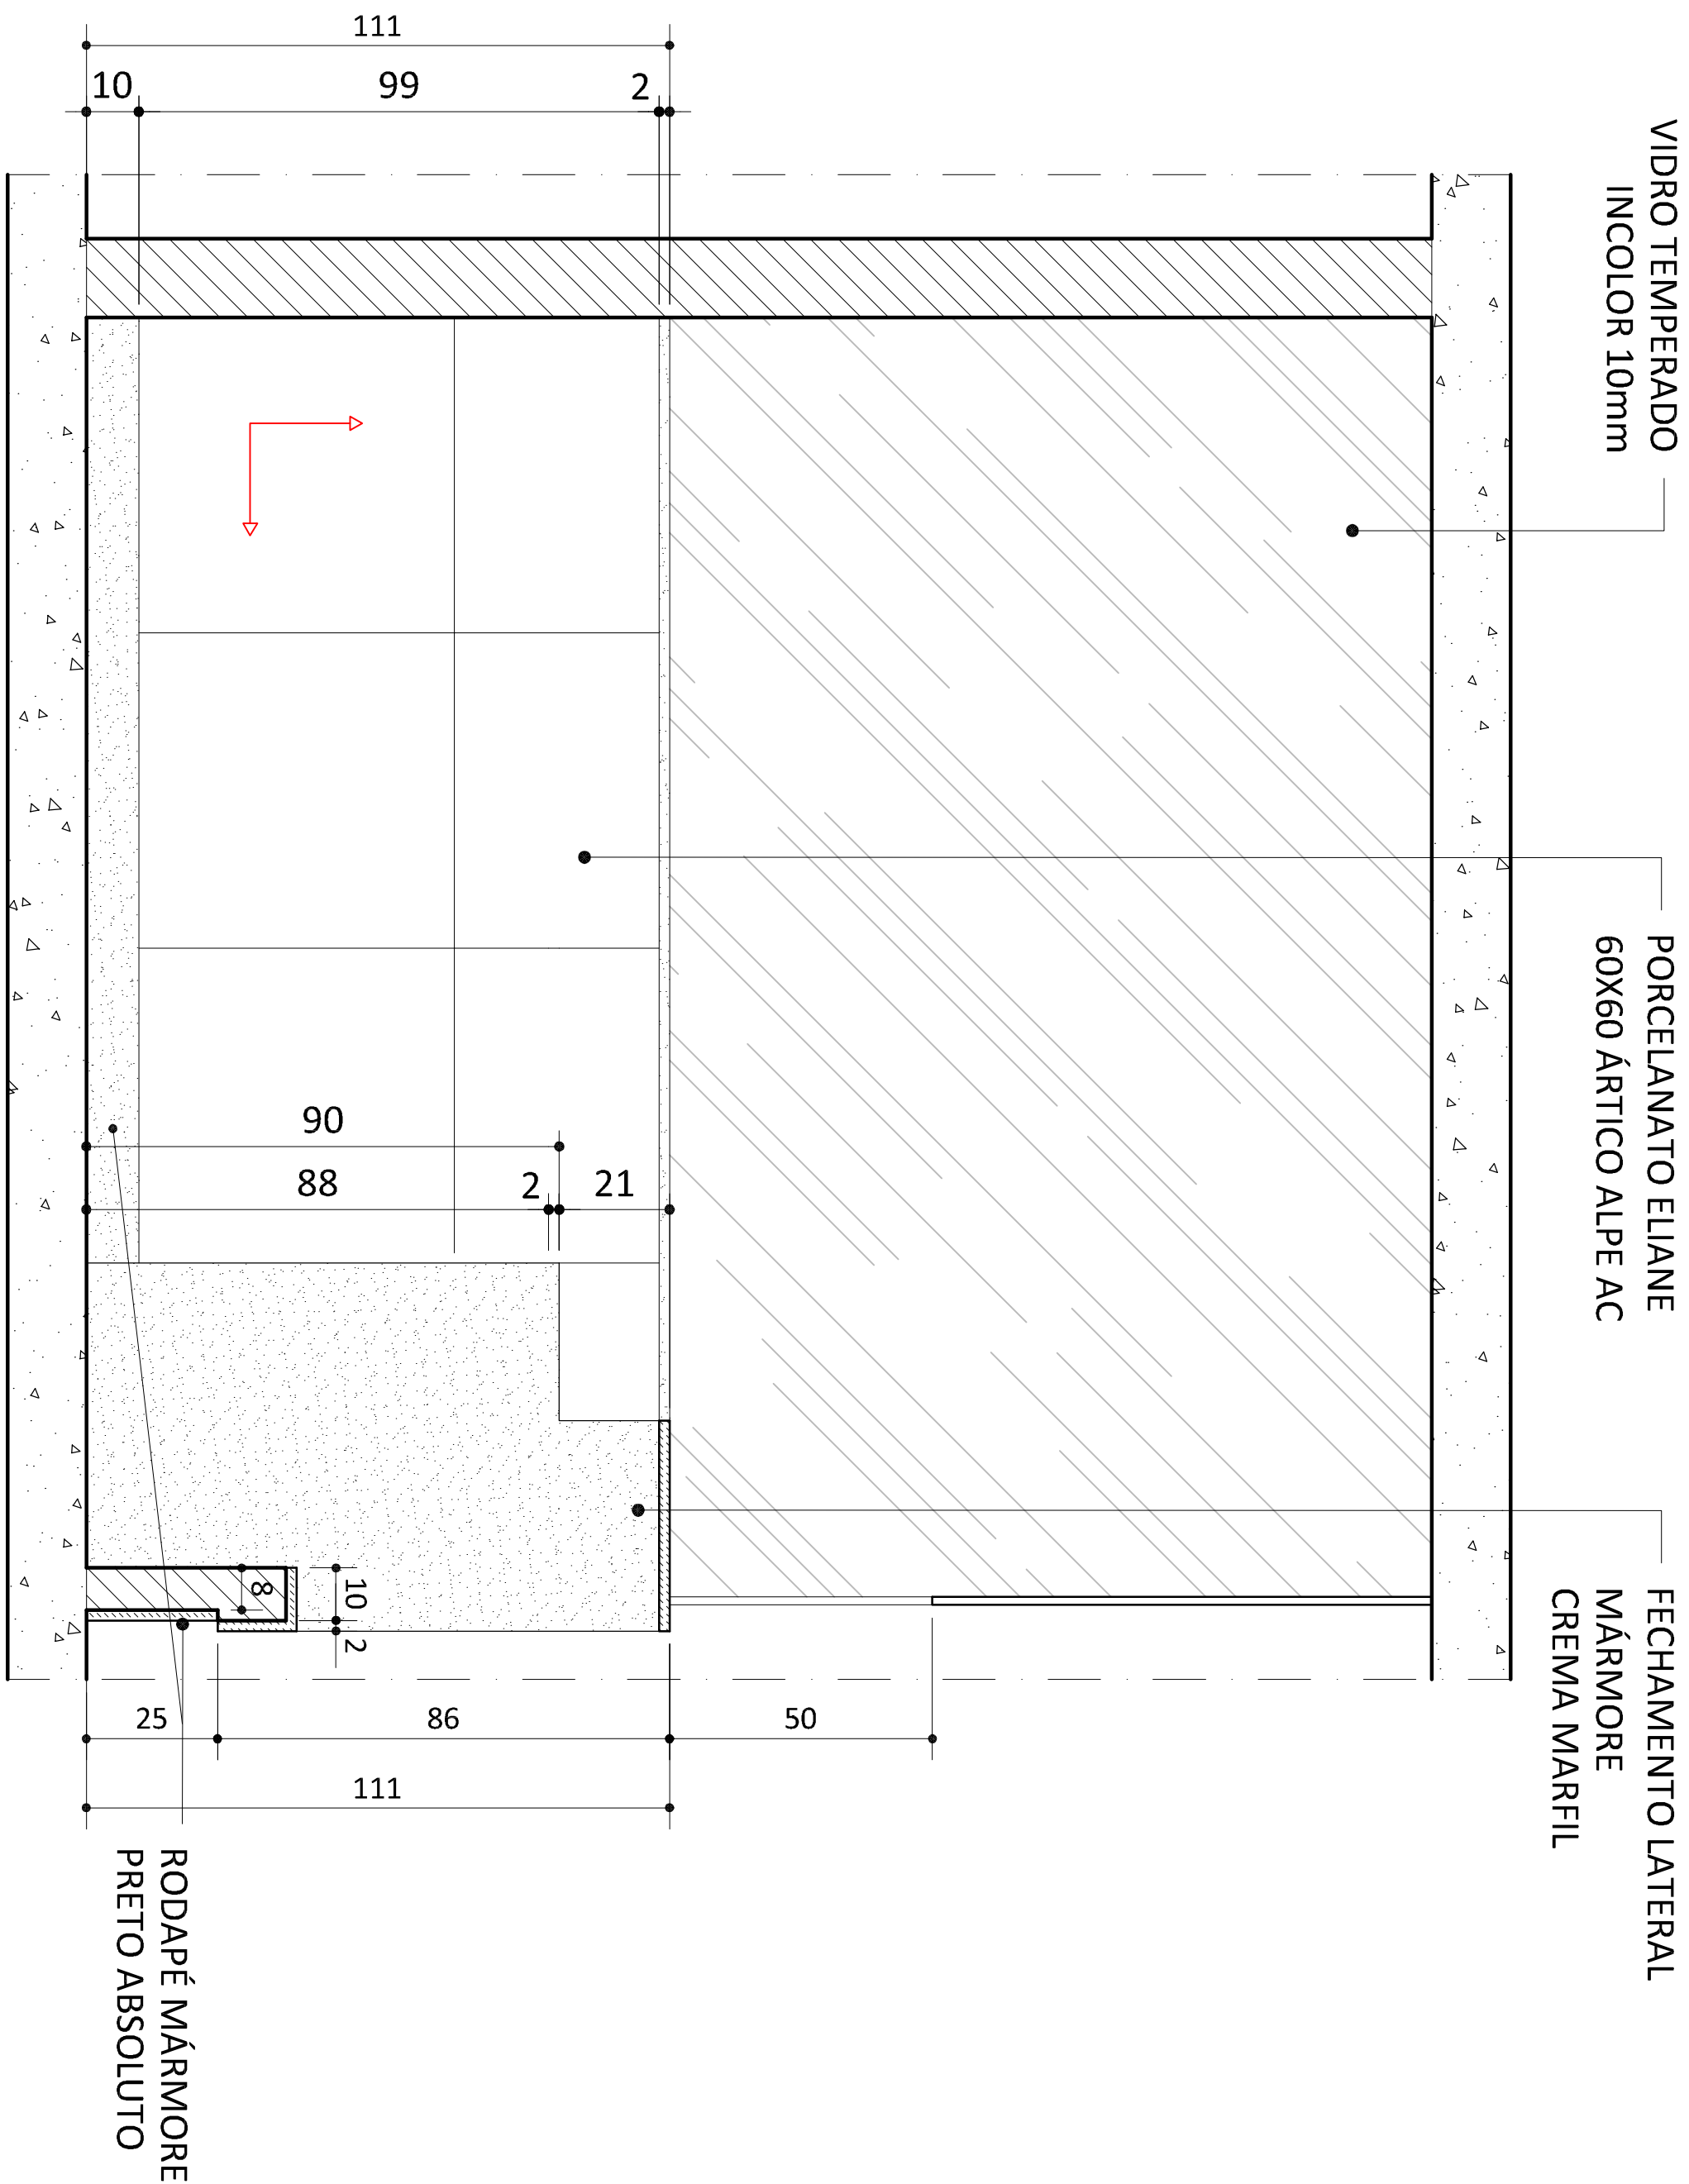 VIDRO TEMPERADO
INCOLOR 10mm
PORCELANATO ELIANE
60X60 ÁRTICO ALPE AC
FECHAMENTO LATERAL
MÁRMORE
CREMA MARFIL
RODAPÉ MÁRMORE
PRETO ABSOLUTO
111
10
99
2
90
88
2
21
8
10
2
25
86
50
111